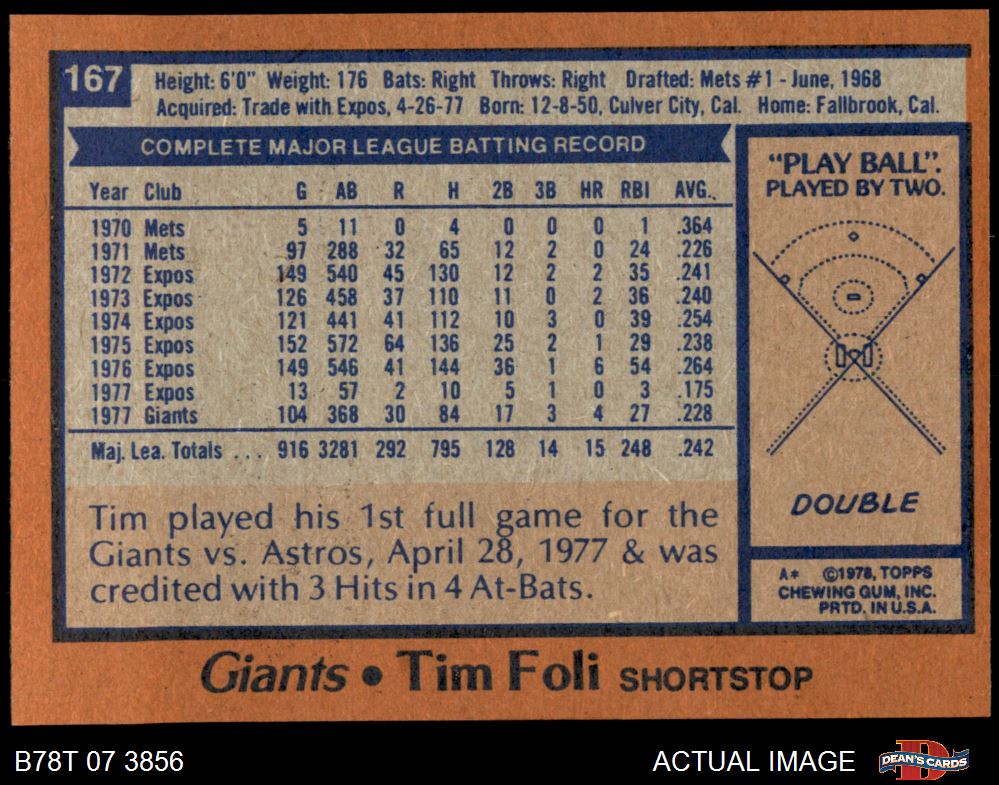 167
Height: 6'0" Weight: 176 Bats: Right Throws: Right Drafted: Mets #1 - June, 1968
Acquired: Trade with Expos, 4-26-77 Born: 12-8-50, Culver City, Cal. Home: Fallbrook, Cal.
COMPLETE MAJOR LEAGUE BATTING RECORD
Year Club G AB R H 2B 3B HR RBI AVG.
1970 Mets 5 11 0 4 0 0 0 1 .364
1971 Mets 97 288 32 65 12 2 0 24 .226
1972 Expos 149 540 45 130 12 2 2 35 .241
1973 Expos 126 458 37 110 11 0 2 36 .240
1974 Expos 121 441 41 112 10 3 0 39 .254
1975 Expos 152 572 64 136 25 2 1 29 .238
1976 Expos 149 546 41 144 36 1 6 54 .264
1977 Expos 13 57 2 10 5 1 0 3 .175
1977 Giants 104 368 30 84 17 3 4 27 .228
Maj. Lea. Totals ... 916 3281 292 795 128 14 15 248 .242
Tim played his 1st full game for the
Giants vs. Astros, April 28, 1977 & was
credited with 3 Hits in 4 At-Bats.
"PLAY BALL".
PLAYED BY TWO.
DOUBLE
A* ©1978, TOPPS
CHEWING GUM, INC.
PRTD. IN U.S.A.
Giants • Tim Foli SHORTSTOP
B78T 07 3856
ACTUAL IMAGE
D
DEAN'S CARDS